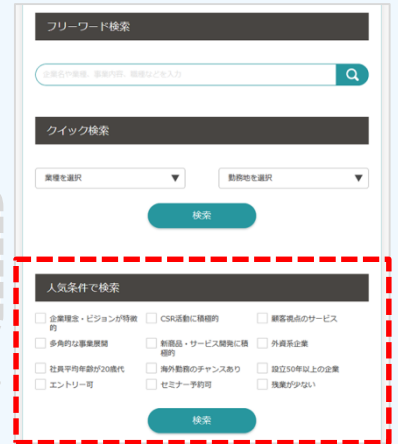 フリーワード検索
企業名や業種、事業内容、職種などを入力
クイック検索
業種を選択 ▼ 勤務地を選択 ▼
検索
人気条件で検索
企業理念・ビジョンが特徴的 CSR活動に積極的 顧客視点のサービス
多角的な事業展開 新商品・サービス開発に積極的 外資系企業
社員平均年齢が20歳代 海外勤務のチャンスあり 設立50年以上の企業
エントリー可 セミナー予約可 残業が少ない
検索